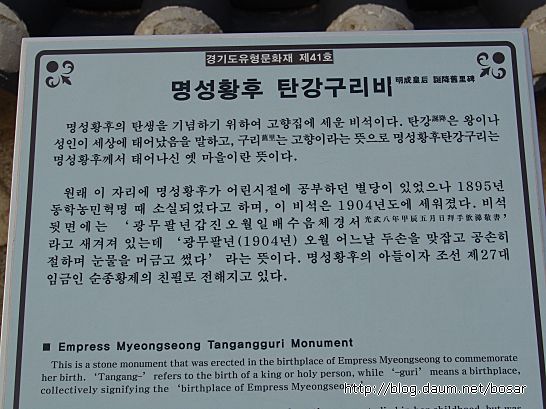 경기도유형문화재 제41호
명성황후 탄강구리비 明成皇后 誕降舊里碑
명성황후의 탄생을 기념하기 위하여 고향집에 세운 비석이다. 탄강誕降은 왕이나
성인이 세상에 태어났음을 말하고, 구리舊里는 고향이라는 뜻으로 명성황후탄강구리는
명성황후께서 태어나신 옛 마을이란 뜻이다.
원래 이 자리에 명성황후가 어린시절에 공부하던 별당이 있었으나 1895년
동학농민혁명 때 소실되었다고 하며, 이 비석은 1904년도에 세워졌다. 비석
뒷면에는 ‘광무팔년갑진오월일배수음체경서光武八年甲辰五月日拜手飮涕敬書’
라고 새겨져 있는데 ‘광무팔년(1904년) 오월 어느날 두손을 맞잡고 공손히
절하며 눈물을 머금고 썼다’ 라는 뜻이다. 명성황후의 아들이자 조선 제27대
임금인 순종황제의 친필로 전해지고 있다.
■ Empress Myeongseong Tangangguri Monument
This is a stone monument that was erected in the birthplace of Empress Myeongseong to commemorate
her birth. ‘Tangang-’ refers to the birth of a king or holy person, while ‘-guri’ means a birthplace,
collectively signifying the ‘birthplace of Empress Myeongseong
http://blog.daum.net/bosar